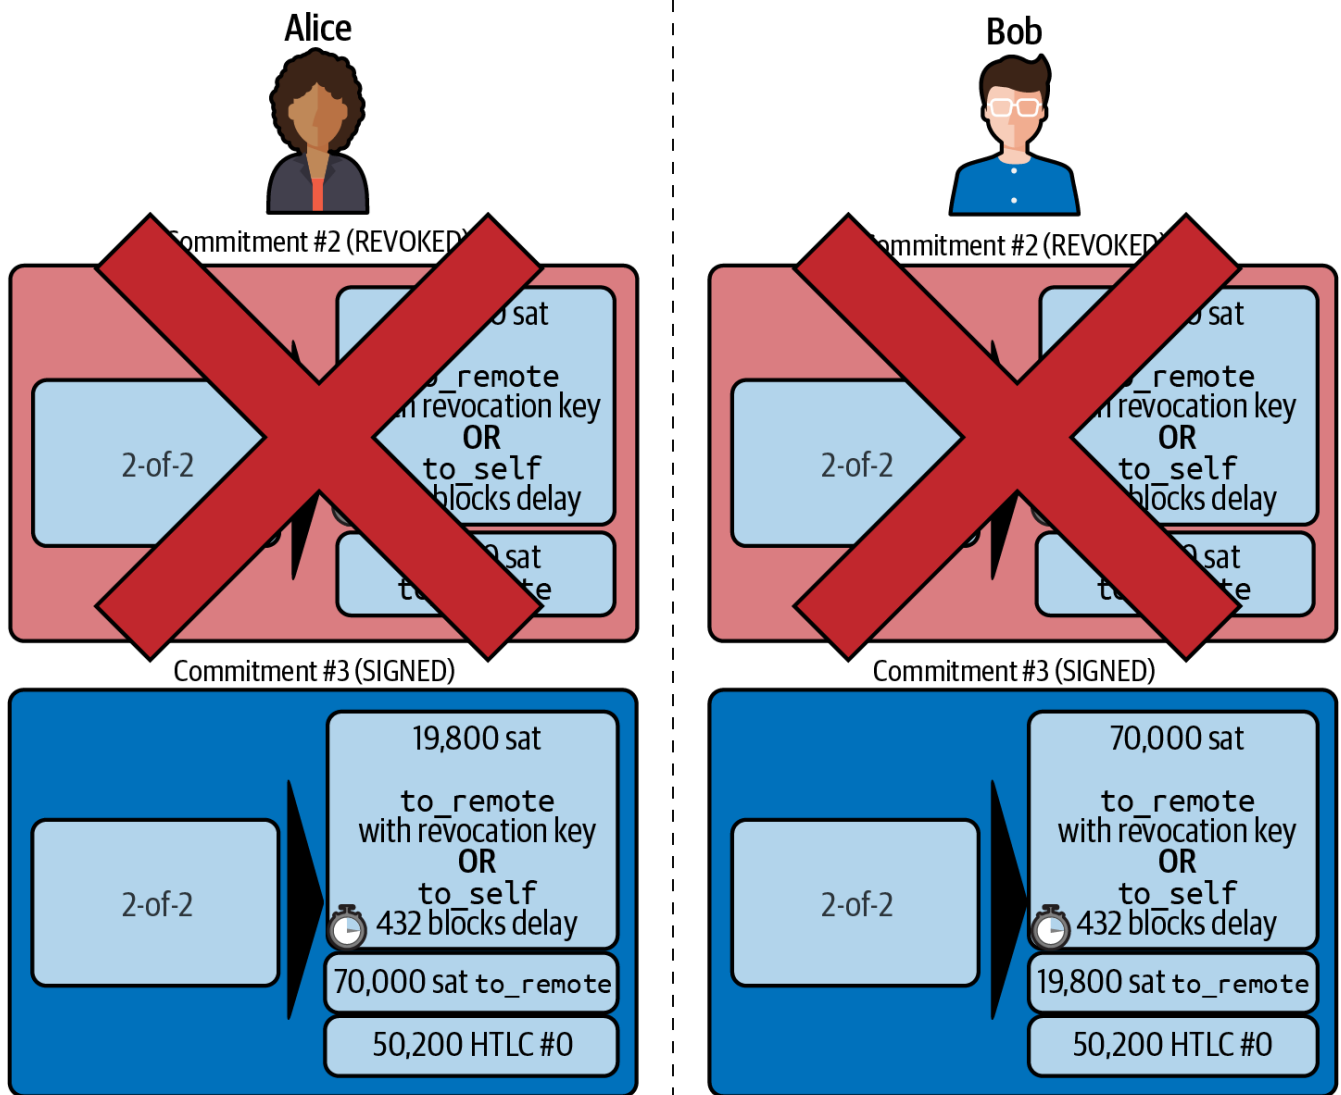 Alice
Commitment #2 (REVOKED)
sat
to_remote
revocation key
OR
2-of-2
to_self
blocks delay
sat
Commitment #3 (SIGNED)
19,800 sat
to_remote
with revocation key
OR
2-of-2
to_self
432 blocks delay
70,000 sat to_remote
50,200 HTLC #0
Bob
Commitment #2 (REVOKED)
sat
to_remote
revocation key
OR
2-of-2
to_self
blocks delay
sat
Commitment #3 (SIGNED)
70,000 sat
to_remote
with revocation key
OR
2-of-2
to_self
432 blocks delay
19,800 sat to_remote
50,200 HTLC #0